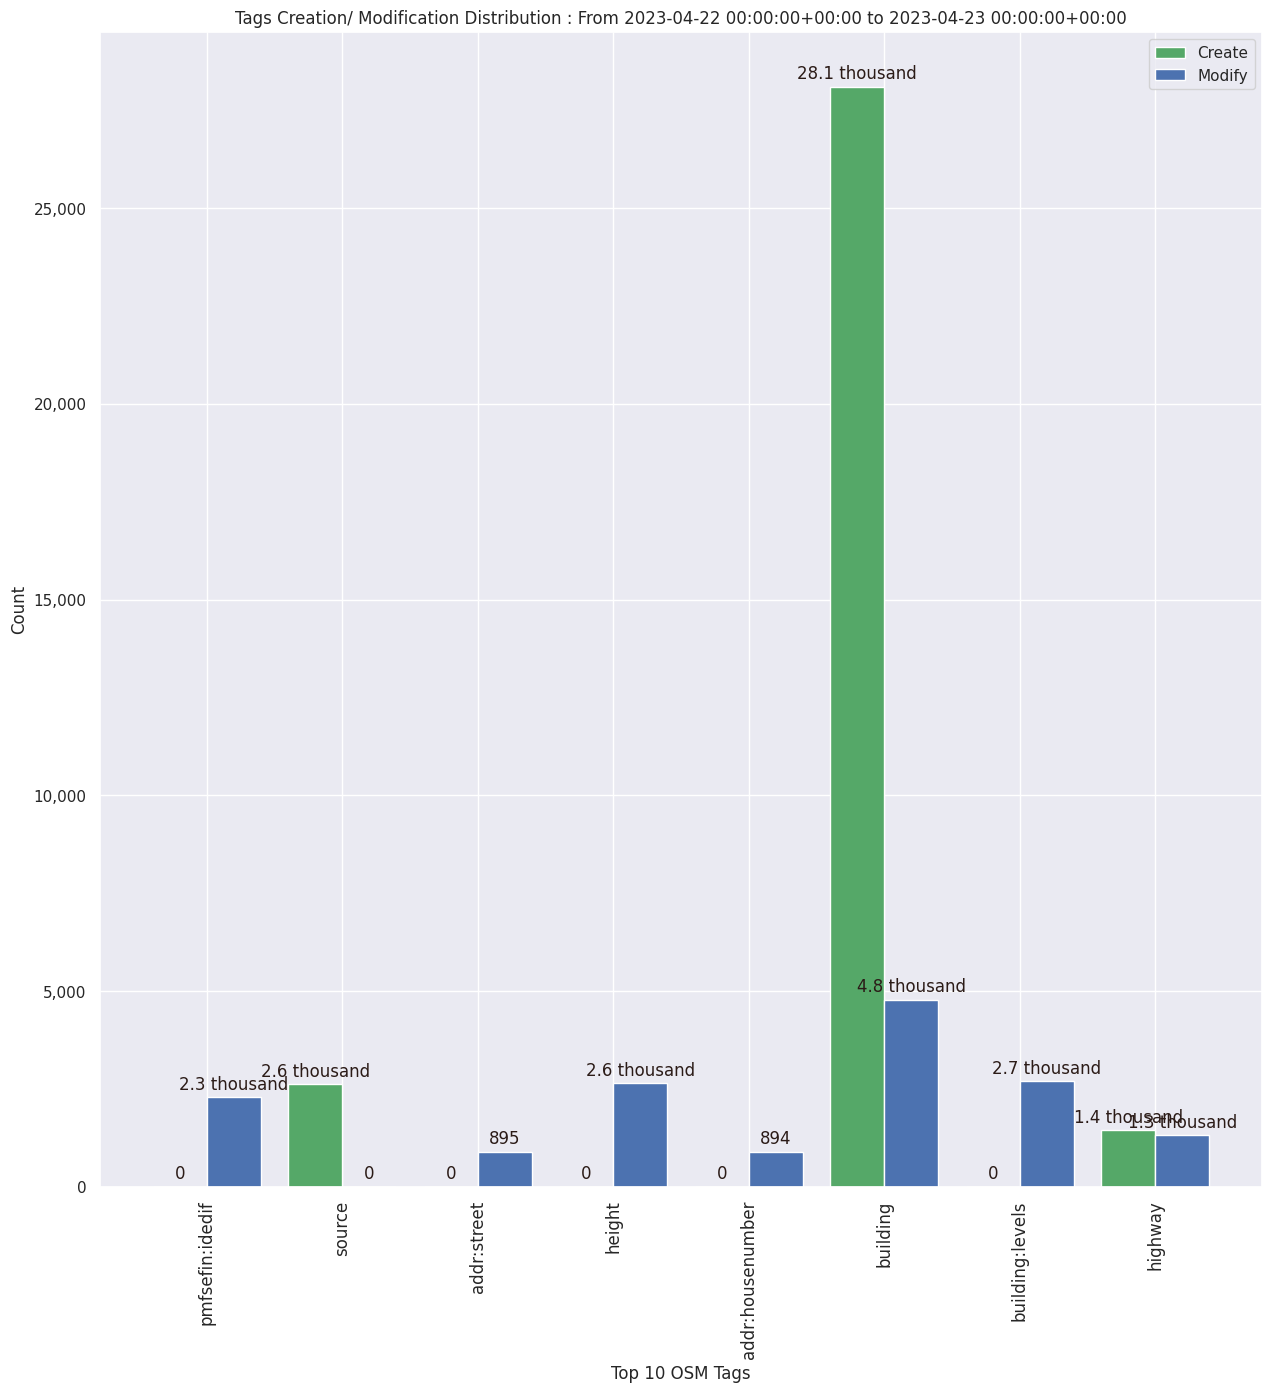 Tags Creation/ Modification Distribution : From 2023-04-22 00:00:00+00:00 to 2023-04-23 00:00:00+00:00
Create
Modify
28.1 thousand
25,000
20,000
15,000
10,000
5,000
0
Count
2.3 thousand
2.6 thousand
2.6 thousand
4.8 thousand
2.7 thousand
1.4 thousand
1.3 thousand
895
894
0
0
0
0
0
0
pmfsefin:idedif
source
addr:street
height
addr:housenumber
building
building:levels
highway
Top 10 OSM Tags